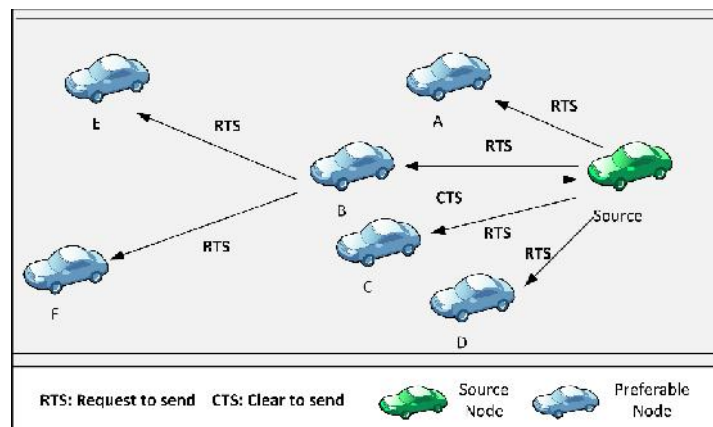 E
A
RTS
RTS
RTS
B
CTS
Source
RTS
RTS
RTS
C
F
D
RTS: Request to send CTS: Clear to send
Source
Node
Preferable
Node